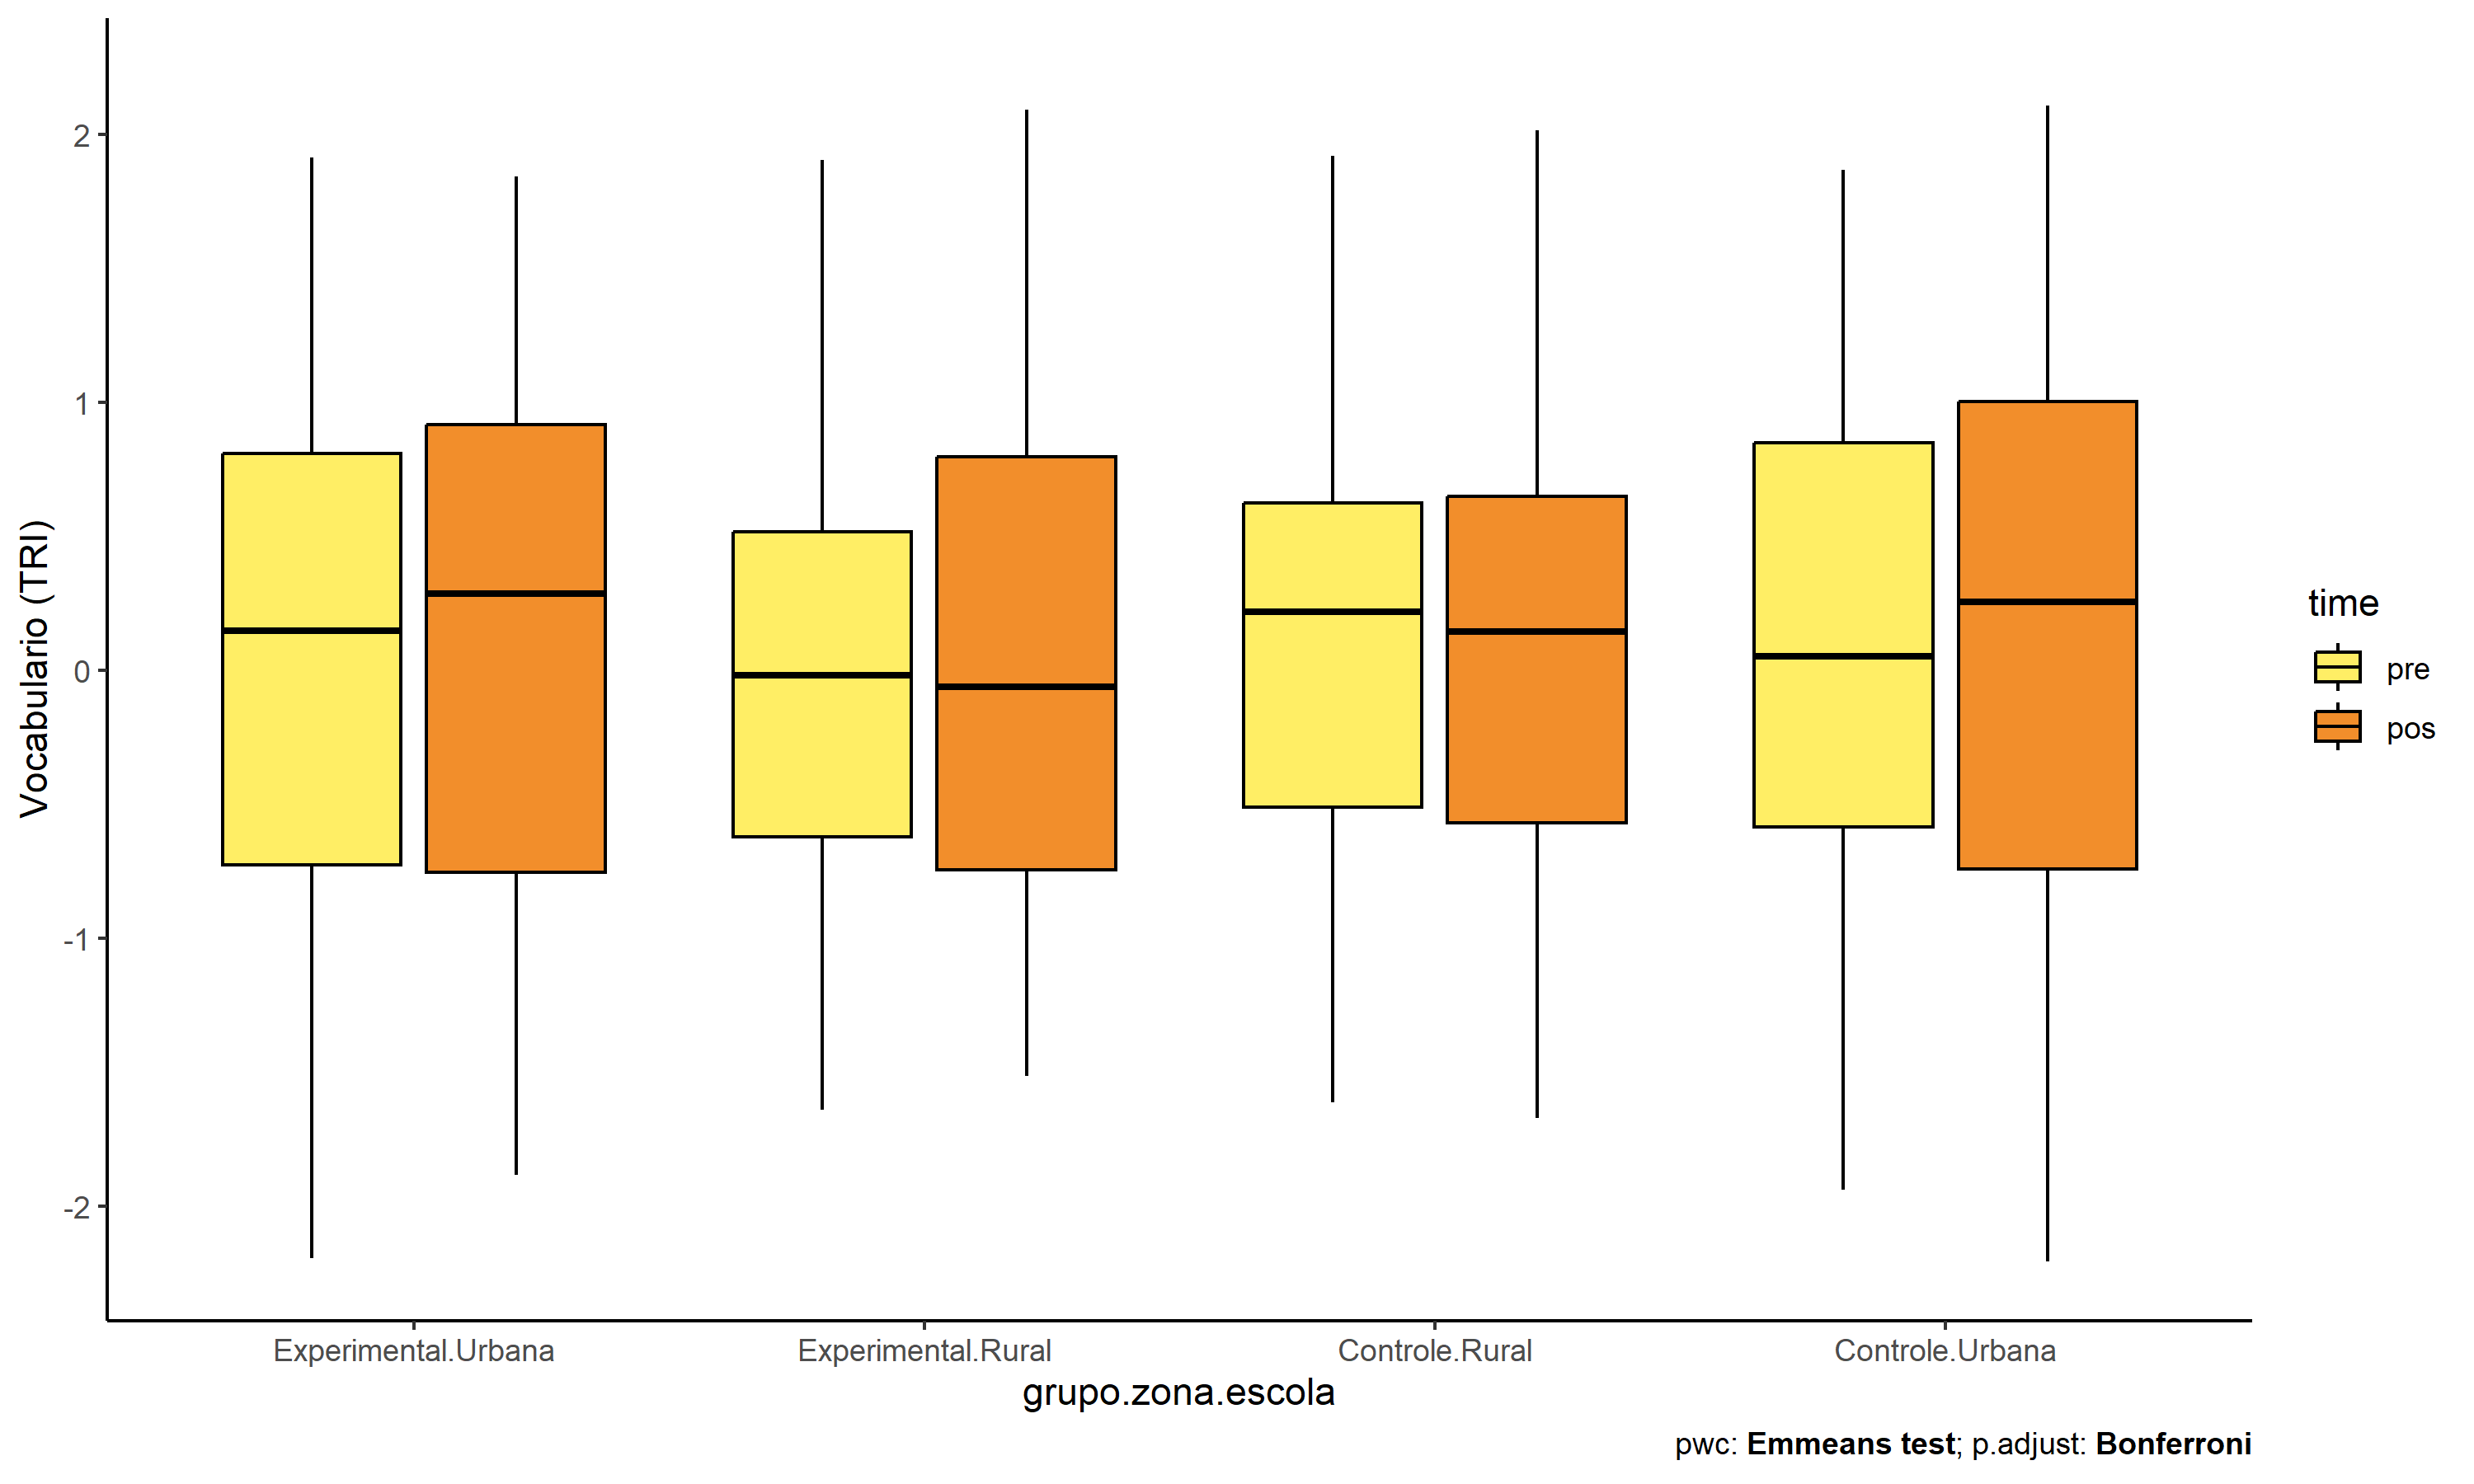 Vocabulario (TRI)
2
1
0
-1
-2
Experimental.Urbana
Experimental.Rural
Controle.Rural
Controle.Urbana
grupo.zona.escola
time
pre
pos
pwc: Emmeans test; p.adjust: Bonferroni